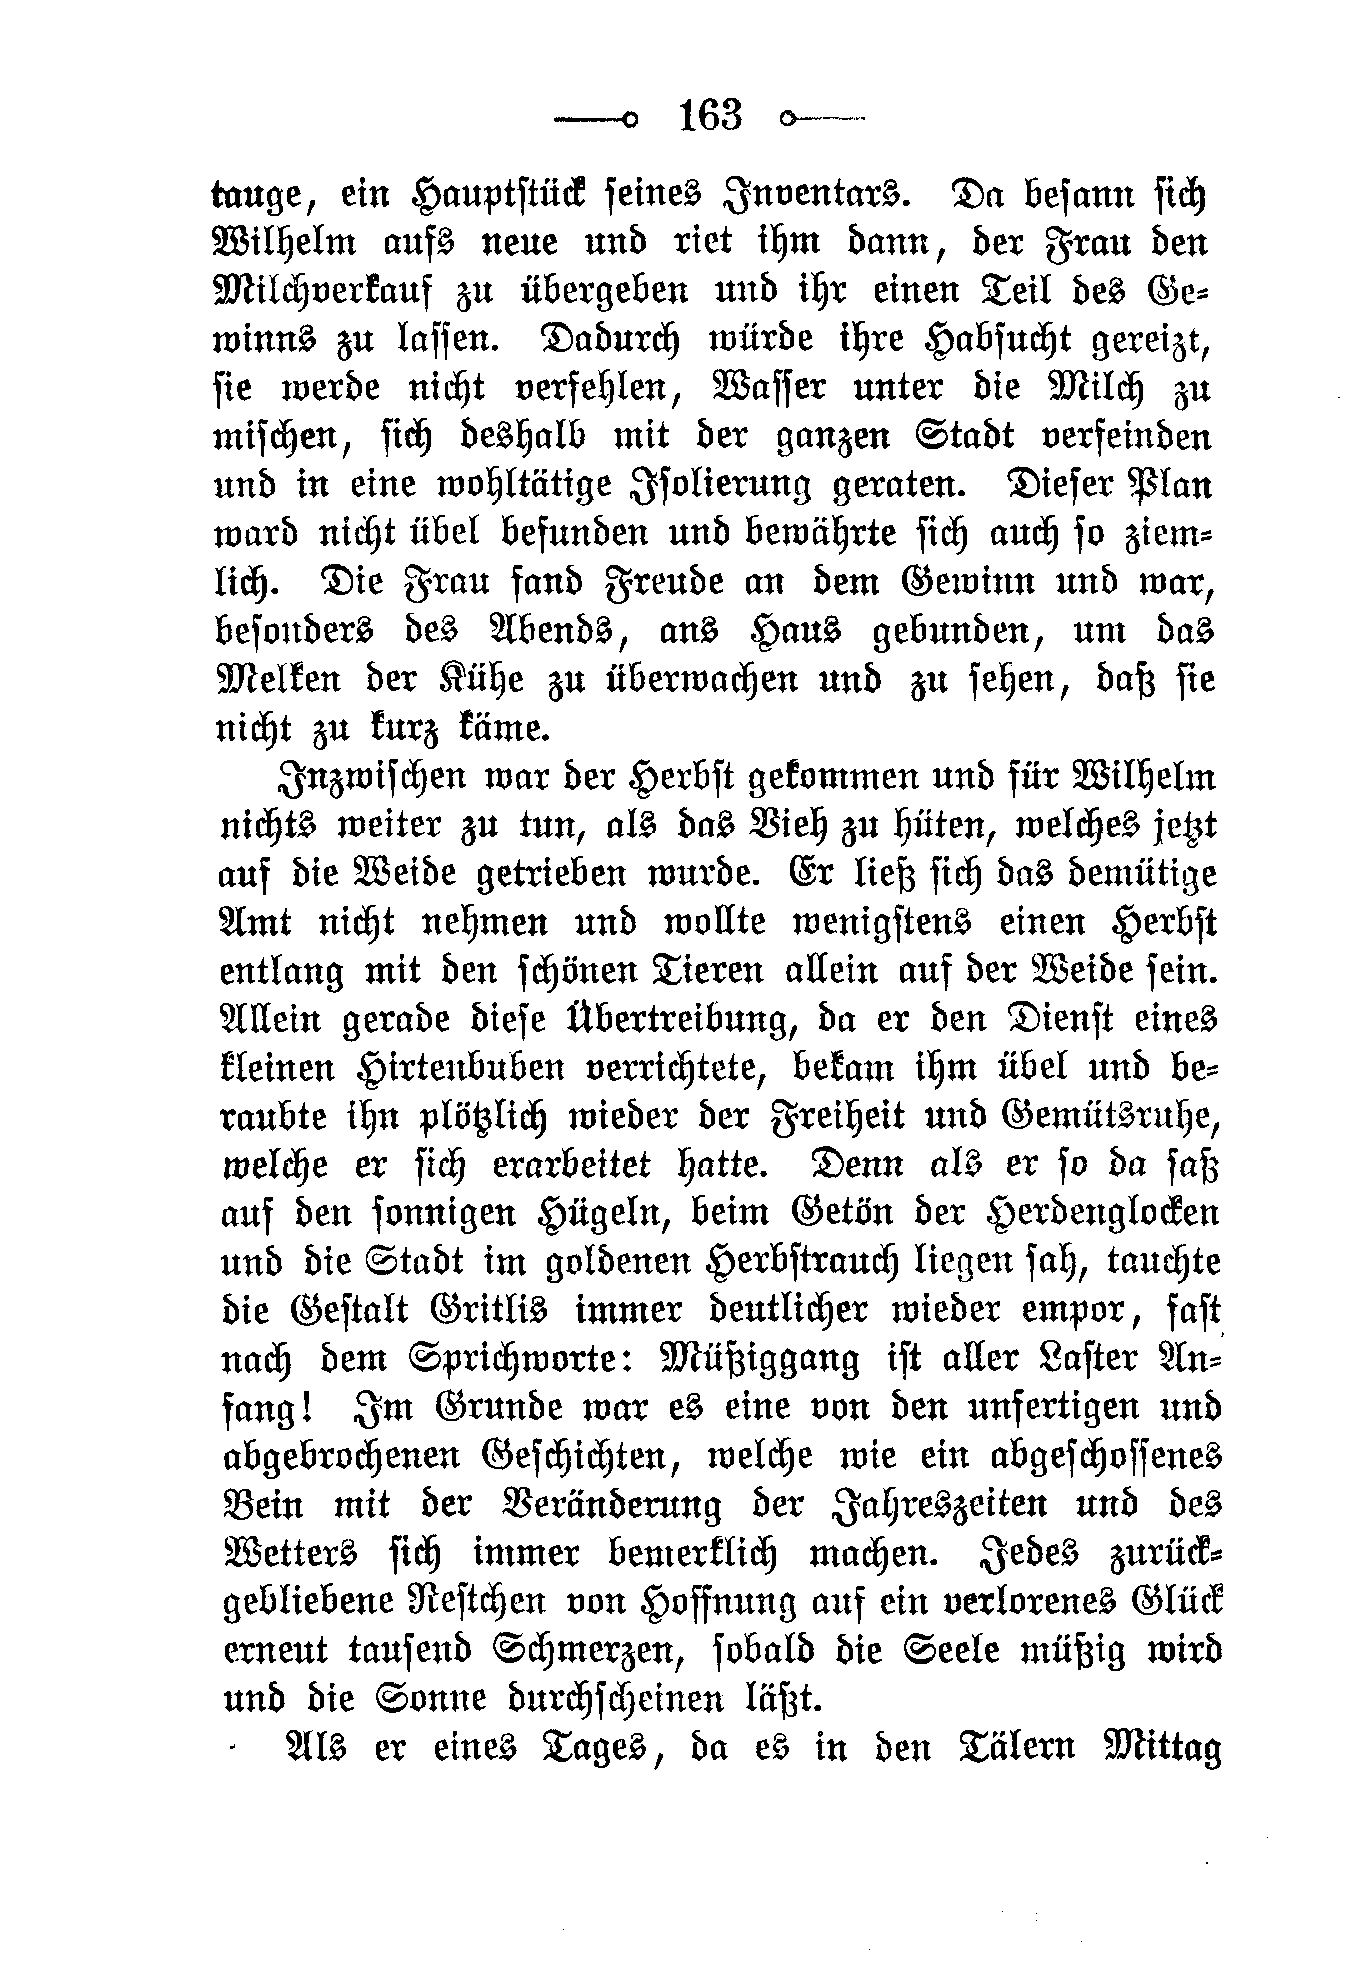 163
tauge, ein Hauptstück seines Inventars. Da besann sich
Wilhelm aufs neue und riet ihm dann, der Frau den
Milchverkauf zu übergeben und ihr einen Teil des Ge-
winns zu lassen. Dadurch würde ihre Habsucht gereizt,
sie werde nicht verfehlen, Wasser unter die Milch zu
mischen, sich deshalb mit der ganzen Stadt verfeinden
und in eine wohltätige Isolierung geraten. Dieser Plan
ward nicht übel befunden und bewährte sich auch so ziem-
lich. Die Frau fand Freude an dem Gewinn und war,
besonders des Abends, ans Haus gebunden, um das
Melken der Kühe zu überwachen und zu sehen, daß sie
nicht zu kurz käme.
Inzwischen war der Herbst gekommen und für Wilhelm
nichts weiter zu tun, als das Vieh zu hüten, welches jetzt
auf die Weide getrieben wurde. Er ließ sich das demütige
Amt nicht nehmen und wollte wenigstens einen Herbst
entlang mit den schönen Tieren allein auf der Weide sein.
Allein gerade diese Übertreibung, da er den Dienst eines
kleinen Hirtenbuben verrichtete, bekam ihm übel und be-
raubte ihn plötzlich wieder der Freiheit und Gemütsruhe,
welche er sich erarbeitet hatte. Denn als er so da saß
auf den sonnigen Hügeln, beim Getön der Herdenglocken
und die Stadt im goldenen Herbstrauch liegen sah, tauchte
die Gestalt Gritlis immer deutlicher wieder empor, fast
nach dem Sprichworte: Müßiggang ist aller Laster An-
fang! Im Grunde war es eine von den unfertigen und
abgebrochenen Geschichten, welche wie ein abgeschossenes
Bein mit der Veränderung der Jahreszeiten und des
Wetters sich immer bemerklich machen. Jedes zurück-
gebliebene Restchen von Hoffnung auf ein verlorenes Glück
erneut tausend Schmerzen, sobald die Seele müßig wird
und die Sonne durchscheinen läßt.
Als er eines Tages, da es in den Tälern Mittag